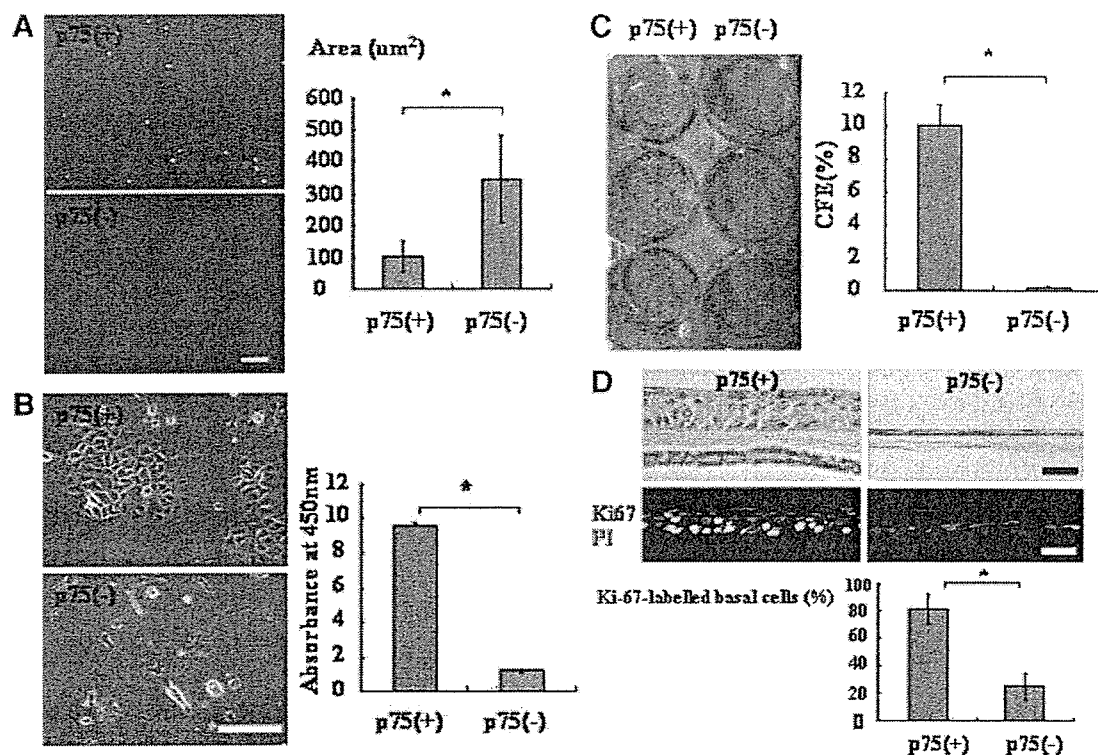 A
p75(+)
p75(-)
Area (um²)
600
500
400
300
200
100
0
*
p75(+) p75(-)
B
p75(+)
p75(-)
Absorbance at 450nm
12
10
8
6
4
2
0
*
p75(+) p75(-)
C
p75(+) p75(-)
CFE(%)
12
10
8
6
4
2
0
*
p75(+) p75(-)
D
p75(+) p75(-)
Ki67
PI
Ki-67-labelled basal cells (%)
100
80
60
40
20
0
*
p75(+) p75(-)